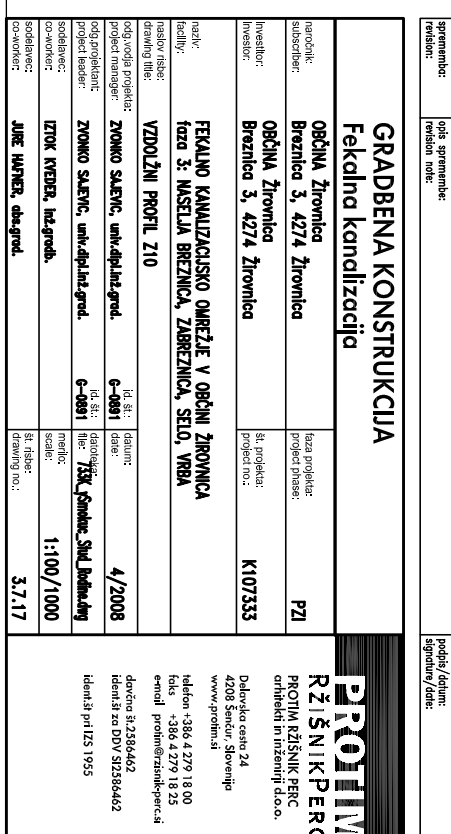 sprememba:
revision:
opis spremembe:
revision note:
podpis/datum:
signature/date:
GRADBENA KONSTRUKCIJA
Fekalna kanalizacija
naročnik:
subscriber:
OBČINA Žirovnica
Breznica 3, 4274 Žirovnica
faza projekta:
project phase:
PZI
Investitor:
Investor:
OBČINA Žirovnica
Breznica 3, 4274 Žirovnica
št. projekta:
project no.:
K107333
naziv:
facility:
FEKALNO KANALIZACIJSKO OMREŽJE V OBČINI ŽIROVNICA
faza 3: NASELJA BREZNICA, ZABREZNICA, SELO, VRBA
naslov risbe:
drawing title:
VZDOLŽNI PROFIL Z10
odg.vodja projekta:
project manager:
ZVONKO SAJEVIC, univ.dipl.inž.grad.
id. št.:
G-0891
datum:
date:
4/2008
odg.projektant:
project leader:
ZVONKO SAJEVIC, univ.dipl.inž.grad.
id. št.:
G-0891
datoteka:
file: 733K_rSmokuc_Stud_Rodine.dwg
sodelavec:
co-worker:
IZTOK KVEDER, inž.gradb.
merilo:
scale:
1:100/1000
sodelavec:
co-worker:
JURE HAFNER, abs.grad.
št. risbe:
drawing no.:
3.7.17
PROTIM
RŽIŠNIKPERC
PROTIM RŽIŠNIK PERC
arhitekti in inženirji d.o.o.
Delavska cesta 24
4208 Šenčur, Slovenija
www.protim.si
telefon +386 4 279 18 00
faks +386 4 279 18 25
e-mail protim@rzisnik-perc.si
davčna št.2586462
ident.št za DDV SI2586462
ident.št pri IZS 1955